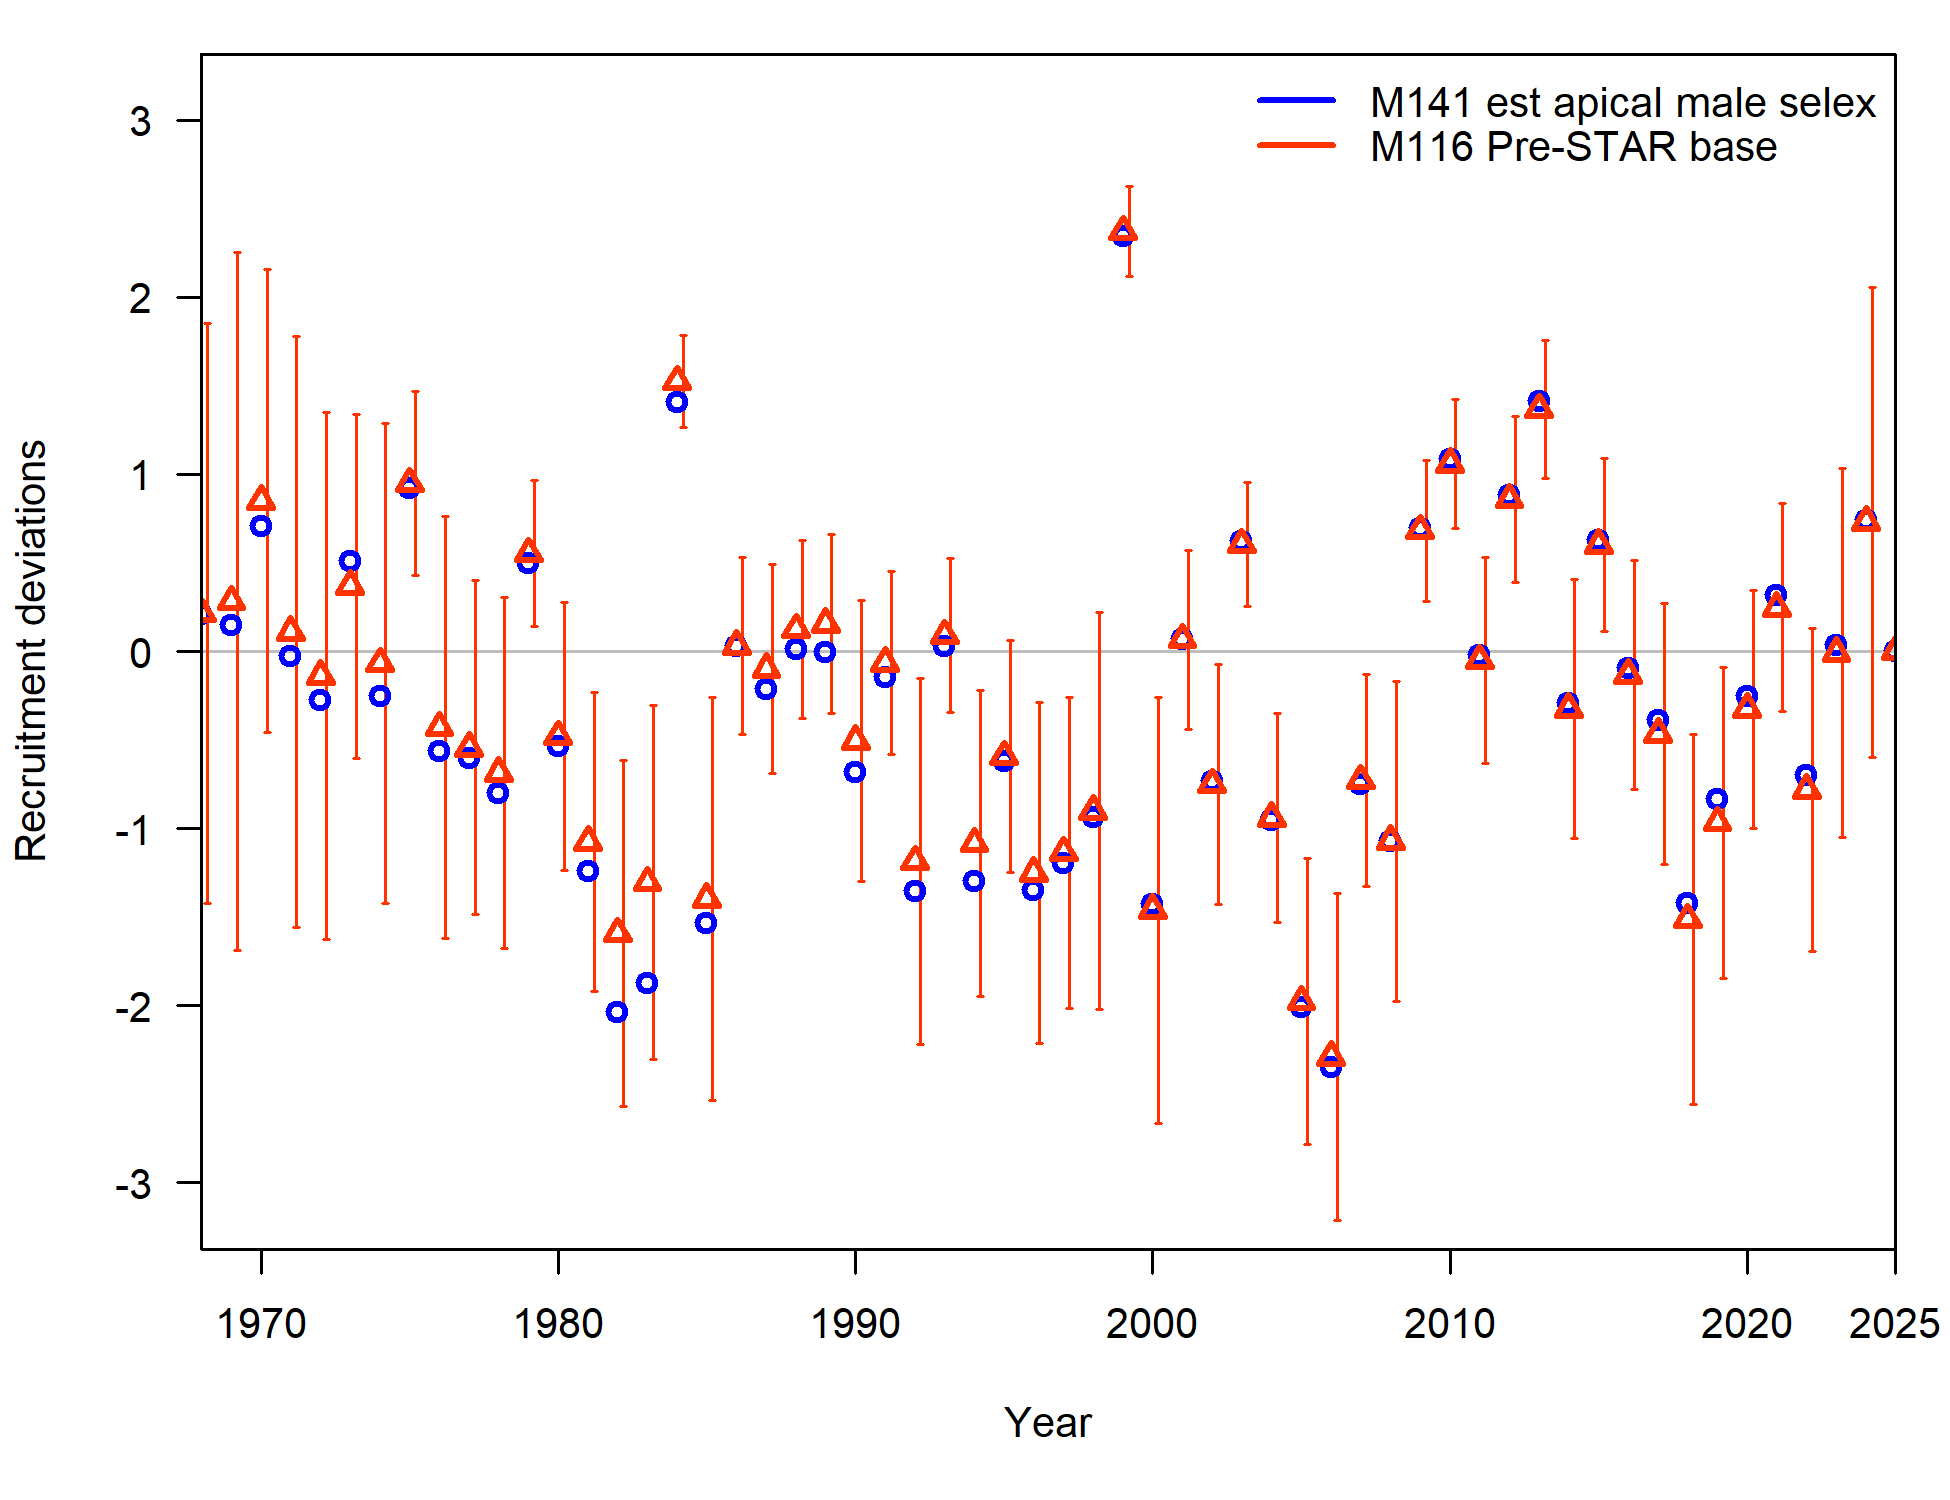 M141 est apical male selex
M116 Pre-STAR base
Recruitment deviations
3
2
1
0
-1
-2
-3
1970 1980 1990 2000 2010 2020 2025
Year